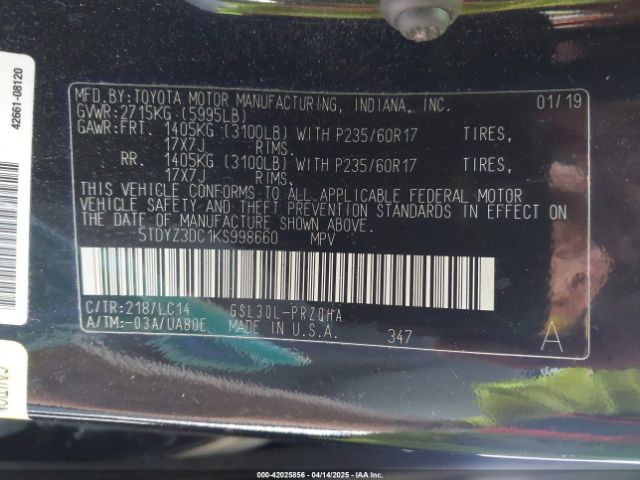 42661-08120
MFD.BY:TOYOTA MOTOR MANUFACTURING, INDIANA, INC. 01/19
GVWR:2715KG (5995LB)
GAWR:FRT. 1405KG (3100LB) WITH P235/60R17 TIRES,
17X7J RIMS.
RR. 1405KG (3100LB) WITH P235/60R17 TIRES,
17X7J RIMS.
THIS VEHICLE CONFORMS TO ALL APPLICABLE FEDERAL MOTOR
VEHICLE SAFETY AND THEFT PREVENTION STANDARDS IN EFFECT ON
THE DATE OF MANUFACTURE SHOWN ABOVE.
5TDYZ3DC1KS998660 MPV
C/TR:218/LC14 GSL30L-PRZQHA
A/TM:-03A/UA80E MADE IN U.S.A. 347 A
CAUTION
000-42025856 - 04/14/2025 - IAA Inc.